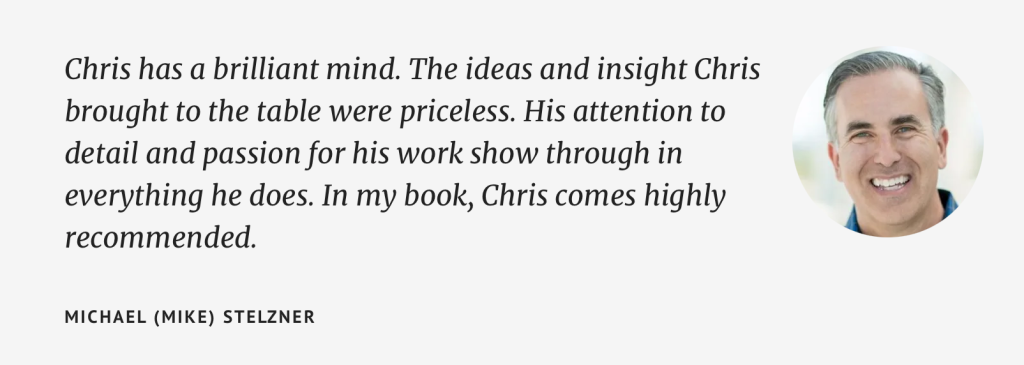 Chris has a brilliant mind. The ideas and insight Chris
brought to the table were priceless. His attention to
detail and passion for his work show through in
everything he does. In my book, Chris comes highly
recommended.
MICHAEL (MIKE) STELZNER